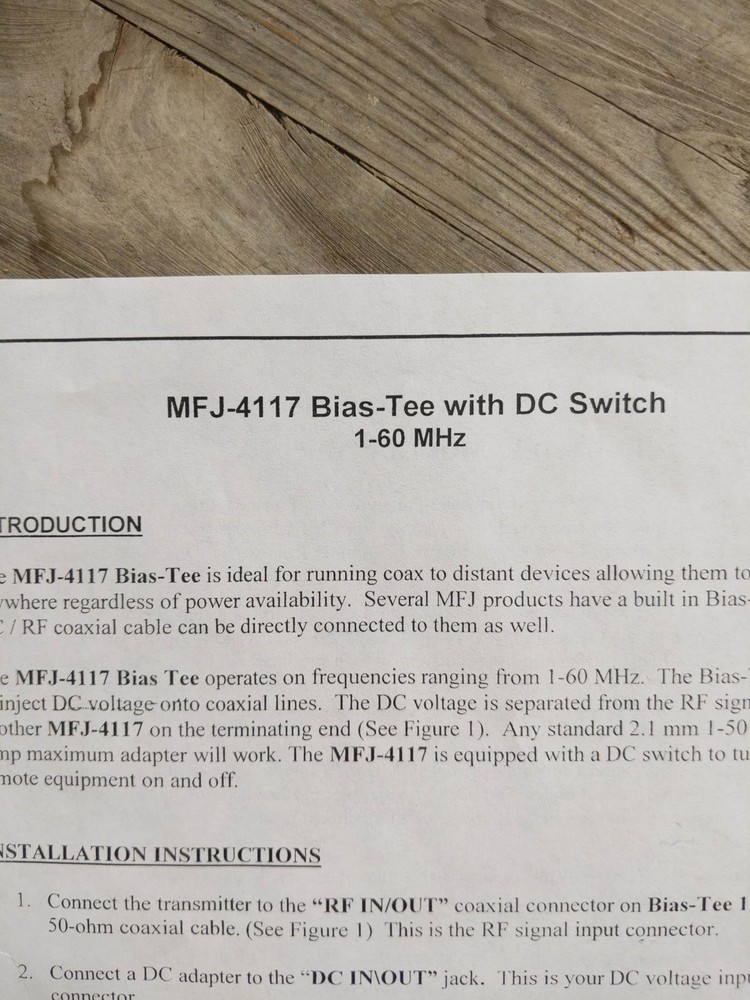 MFJ-4117 Bias-Tee with DC Switch
1-60 MHz
TRODUCTION
e MFJ-4117 Bias-Tee is ideal for running coax to distant devices allowing them to
ywhere regardless of power availability. Several MFJ products have a built in Bias-
C / RF coaxial cable can be directly connected to them as well.
e MFJ-4117 Bias Tee operates on frequencies ranging from 1-60 MHz. The Bias-
inject DC voltage onto coaxial lines. The DC voltage is separated from the RF sign
other MFJ-4117 on the terminating end (See Figure 1). Any standard 2.1 mm 1-50
mp maximum adapter will work. The MFJ-4117 is equipped with a DC switch to tu
mote equipment on and off.
NSTALLATION INSTRUCTIONS
1. Connect the transmitter to the “RF IN/OUT” coaxial connector on Bias-Tee 1
50-ohm coaxial cable. (See Figure 1) This is the RF signal input connector.
2. Connect a DC adapter to the “DC IN\OUT” jack. This is your DC voltage inpu
connector.